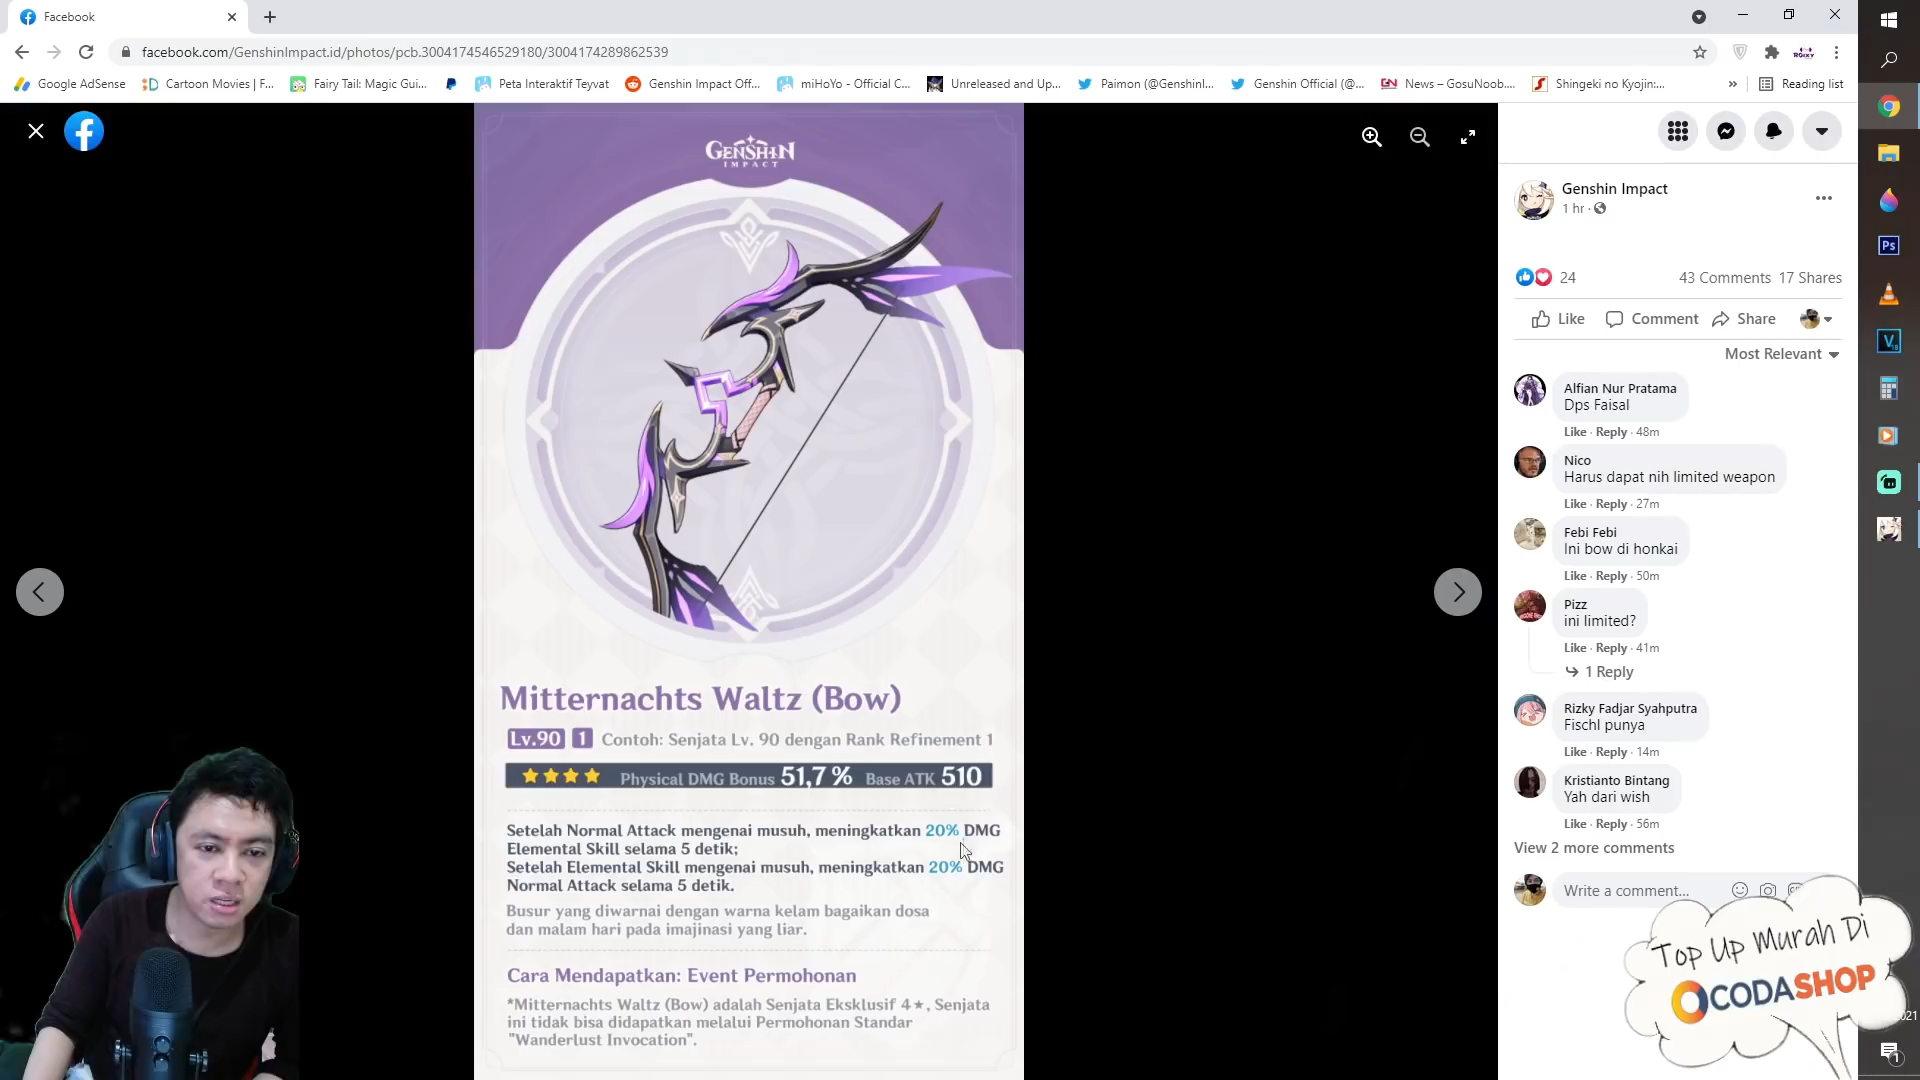 Facebook
facebook.com/GenshinImpact.id/photos/pcb.3004174546529180/3004174289862539
Google AdSense
Cartoon Movies | F...
Fairy Tail: Magic Gui...
Peta Interaktif Teyvat
Genshin Impact Off...
miHoYo - Official C...
Unreleased and Up...
Paimon (@GenshinI...
Genshin Official (@...
News – GosuNoob....
Shingeki no Kyojin:...
»
Reading list
GENSHIN
IMPACT
Mitternachts Waltz (Bow)
Lv.90 1 Contoh: Senjata Lv. 90 dengan Rank Refinement 1
Physical DMG Bonus 51,7% Base ATK 510
Setelah Normal Attack mengenai musuh, meningkatkan 20% DMG
Elemental Skill selama 5 detik;
Setelah Elemental Skill mengenai musuh, meningkatkan 20% DMG
Normal Attack selama 5 detik.
Busur yang diwarnai dengan warna kelam bagaikan dosa
dan malam hari pada imajinasi yang liar.
Cara Mendapatkan: Event Permohonan
*Mitternachts Waltz (Bow) adalah Senjata Eksklusif 4★, Senjata
ini tidak bisa didapatkan melalui Permohonan Standar
"Wanderlust Invocation".
Genshin Impact
1 hr ·
24
43 Comments 17 Shares
Like Comment Share
Most Relevant
Alfian Nur Pratama
Dps Faisal
Like · Reply · 48m
Nico
Harus dapat nih limited weapon
Like · Reply · 27m
Febi Febi
Ini bow di honkai
Like · Reply · 50m
Pizz
ini limited?
Like · Reply · 41m
1 Reply
Rizky Fadjar Syahputra
Fischl punya
Like · Reply · 14m
Kristianto Bintang
Yah dari wish
Like · Reply · 56m
View 2 more comments
Write a comment...
Top Up Murah Di
CODASHOP
Ps
2021
1